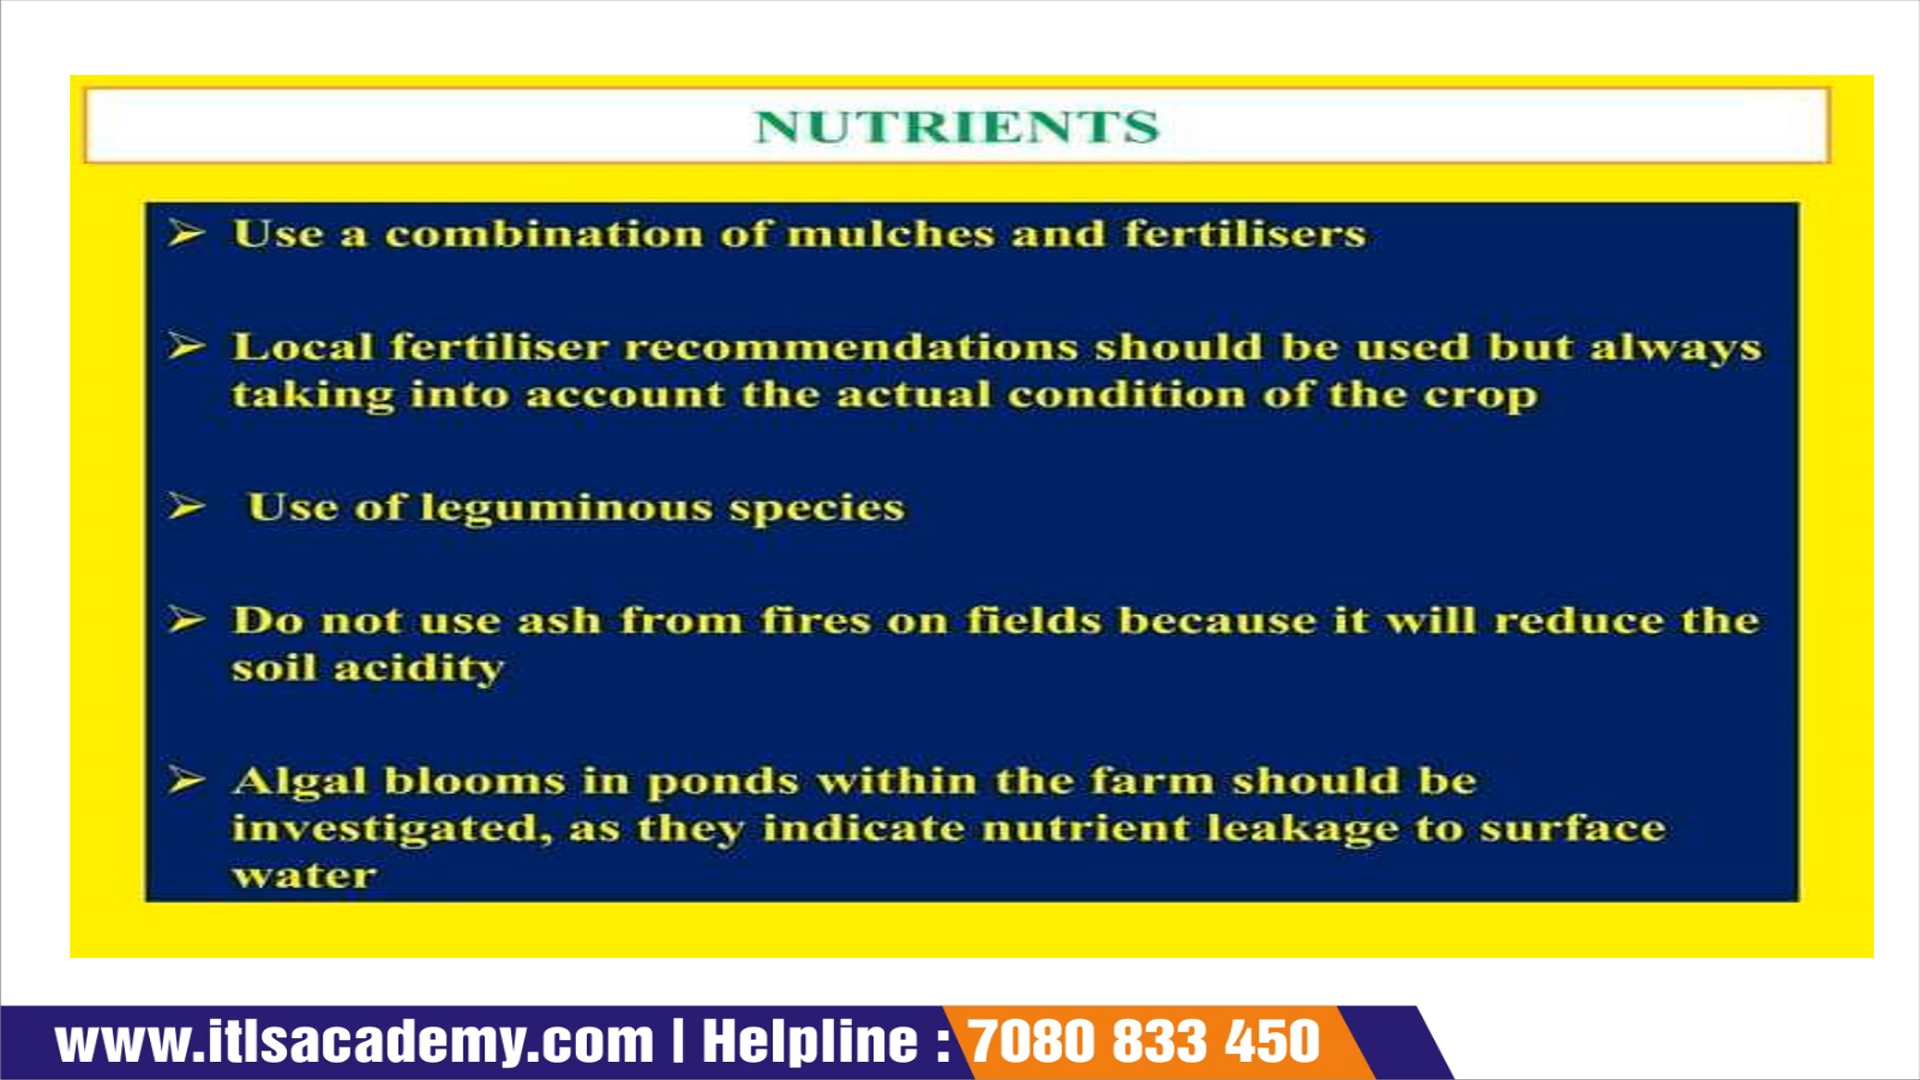 NUTRIENTS
➢ Use a combination of mulches and fertilisers
➢ Local fertiliser recommendations should be used but always
taking into account the actual condition of the crop
➢ Use of leguminous species
➢ Do not use ash from fires on fields because it will reduce the
soil acidity
➢ Algal blooms in ponds within the farm should be
investigated, as they indicate nutrient leakage to surface
water
www.itlsacademy.com | Helpline : 7080 833 450